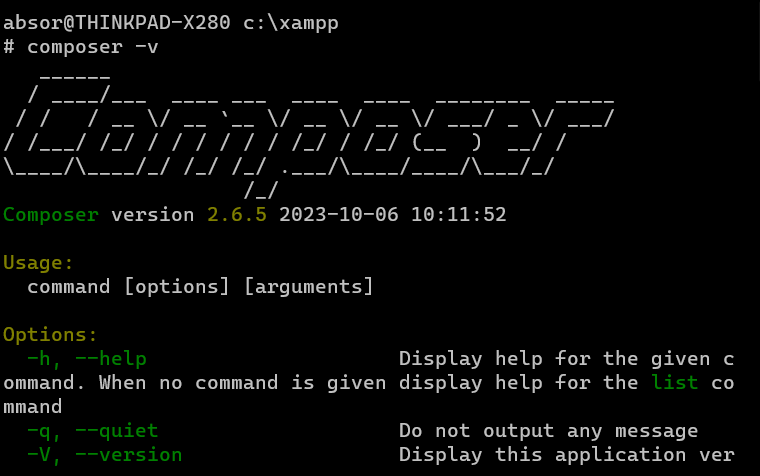 absor@THINKPAD-X280 c:\xampp
# composer -v
   ______
  / ____/___  ____ ___  ____  ____  ________  _____
 / /   / __ \/ __ `__ \/ __ \/ __ \/ ___/ _ \/ ___/
/ /___/ /_/ / / / / / / /_/ / /_/ (__  )  __/ /
\____/\____/_/ /_/ /_/ .___/\____/____/\___/_/
                    /_/
Composer version 2.6.5 2023-10-06 10:11:52

Usage:
  command [options] [arguments]

Options:
  -h, --help                     Display help for the given c
ommand. When no command is given display help for the list co
mmand
  -q, --quiet                    Do not output any message
  -V, --version                  Display this application ver